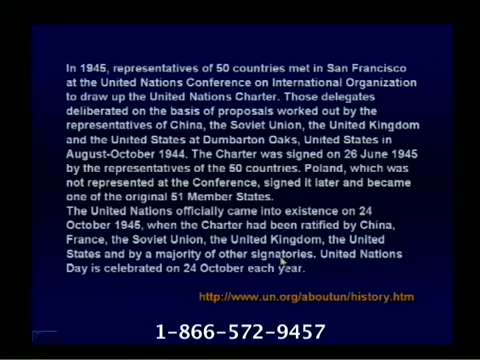 In 1945, representatives of 50 countries met in San Francisco
at the United Nations Conference on International Organization
to draw up the United Nations Charter. Those delegates
deliberated on the basis of proposals worked out by the
representatives of China, the Soviet Union, the United Kingdom
and the United States at Dumbarton Oaks, United States in
August-October 1944. The Charter was signed on 26 June 1945
by the representatives of the 50 countries. Poland, which was
not represented at the Conference, signed it later and became
one of the original 51 Member States.
The United Nations officially came into existence on 24
October 1945, when the Charter had been ratified by China,
France, the Soviet Union, the United Kingdom, the United
States and by a majority of other signatories. United Nations
Day is celebrated on 24 October each year.
http://www.un.org/aboutun/history.htm
1-866-572-9457